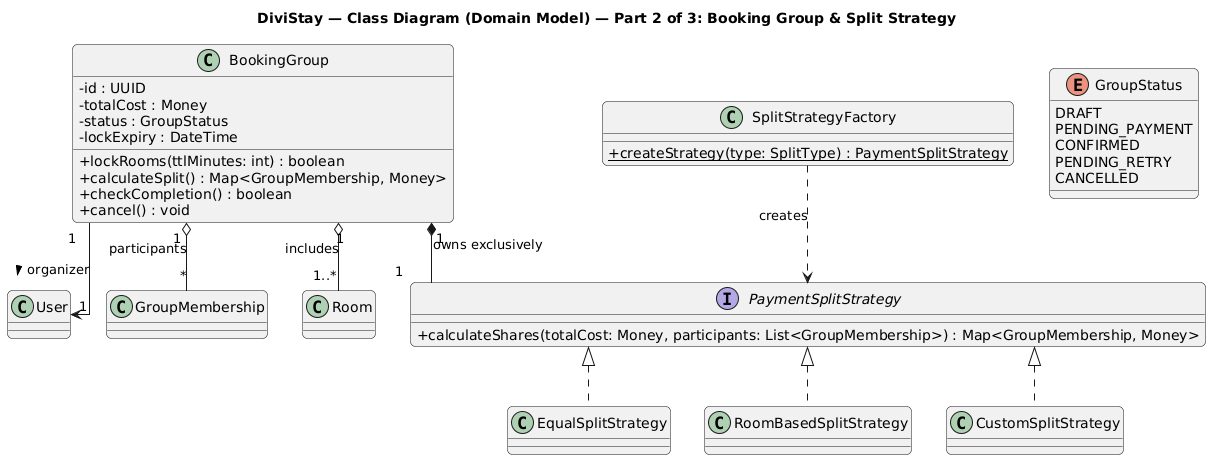 DiviStay — Class Diagram (Domain Model) — Part 2 of 3: Booking Group & Split Strategy
C BookingGroup
-id : UUID
-totalCost : Money
-status : GroupStatus
-lockExpiry : DateTime
+lockRooms(ttlMinutes: int) : boolean
+calculateSplit() : Map<GroupMembership, Money>
+checkCompletion() : boolean
+cancel() : void
C SplitStrategyFactory
+createStrategy(type: SplitType) : PaymentSplitStrategy
E GroupStatus
DRAFT
PENDING_PAYMENT
CONFIRMED
PENDING_RETRY
CANCELLED
1
organizer
1
1
participants
*
1
includes
1..*
1
owns exclusively
1
creates
C User
C GroupMembership
C Room
I PaymentSplitStrategy
+calculateShares(totalCost: Money, participants: List<GroupMembership>) : Map<GroupMembership, Money>
C EqualSplitStrategy
C RoomBasedSplitStrategy
C CustomSplitStrategy